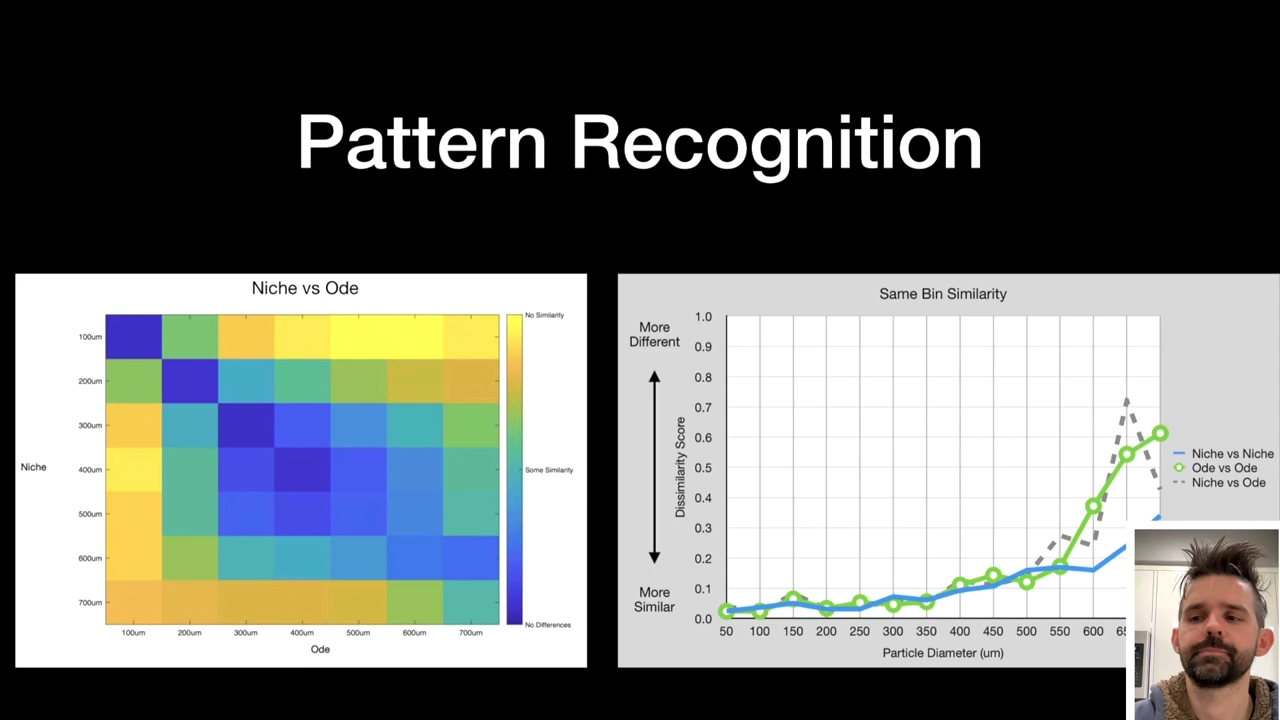 Pattern Recognition
Niche vs Ode
100um
200um
300um
400um
500um
600um
700um
Niche
100um 200um 300um 400um 500um 600um 700um
Ode
No Similarity
Some Similarity
No Differences
Same Bin Similarity
More
Different
More
Similar
Dissimilarity Score
1.0
0.9
0.8
0.7
0.6
0.5
0.4
0.3
0.2
0.1
0.0
50 100 150 200 250 300 350 400 450 500 550 600
Particle Diameter (um)
Niche vs Niche
Ode vs Ode
Niche vs Ode